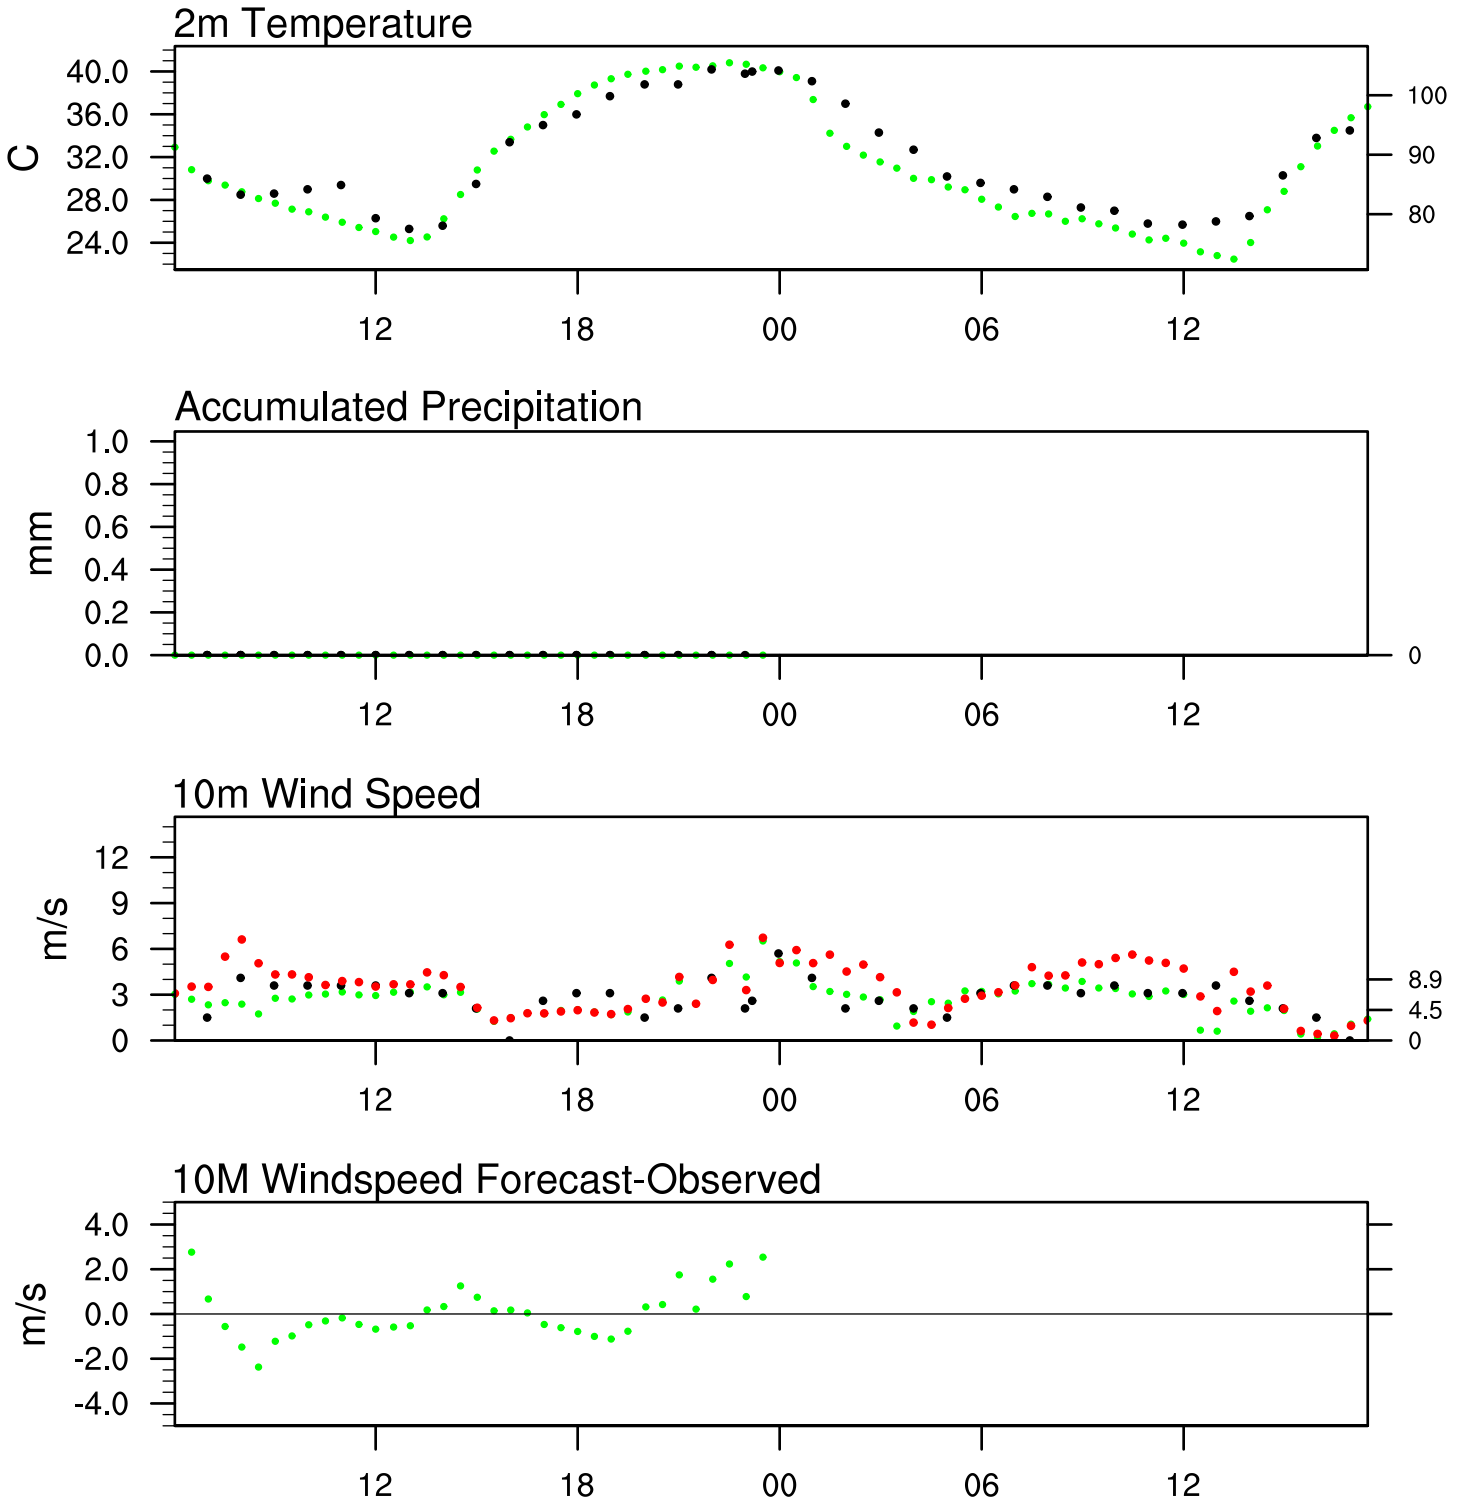 2m Temperature
40.0
36.0
32.0
28.0
24.0
C
100
90
80
12 18 00 06 12
Accumulated Precipitation
1.0
0.8
0.6
0.4
0.2
0.0
mm
0
12 18 00 06 12
10m Wind Speed
12
9
6
3
0
m/s
8.9
4.5
0
12 18 00 06 12
10M Windspeed Forecast-Observed
4.0
2.0
0.0
-2.0
-4.0
m/s
12 18 00 06 12